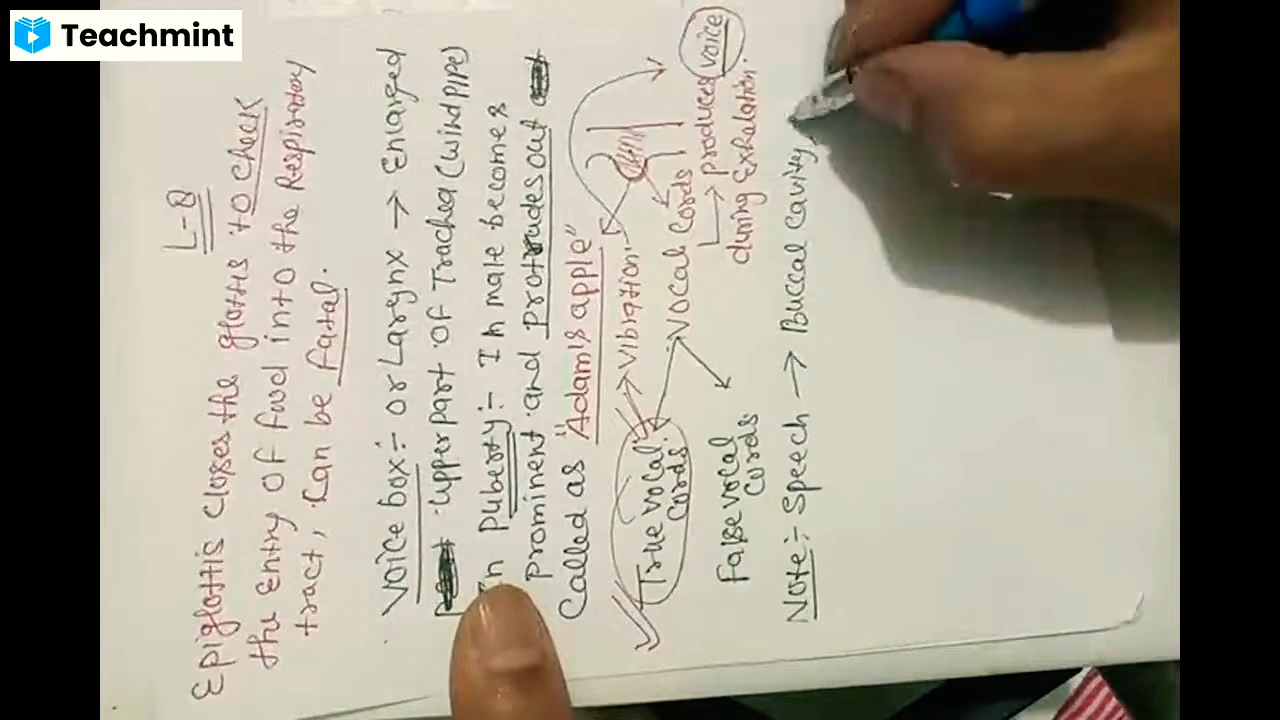 Teachmint
L-8
Epiglottis closes the glottis to check
the entry of food into the Respiratory
tract, can be fatal.
Voice box:- or Larynx → Enlarged
Upper part of Trachea (wind pipe)
In puberty:- In male becomes
prominent and protrudes out
Called as "Adam's apple"
True vocal cords. → Vibration.
Vocal cords
↳ produces voice
during Exhalation.
False vocal
cords.
Note:- Speech → Buccal cavity,